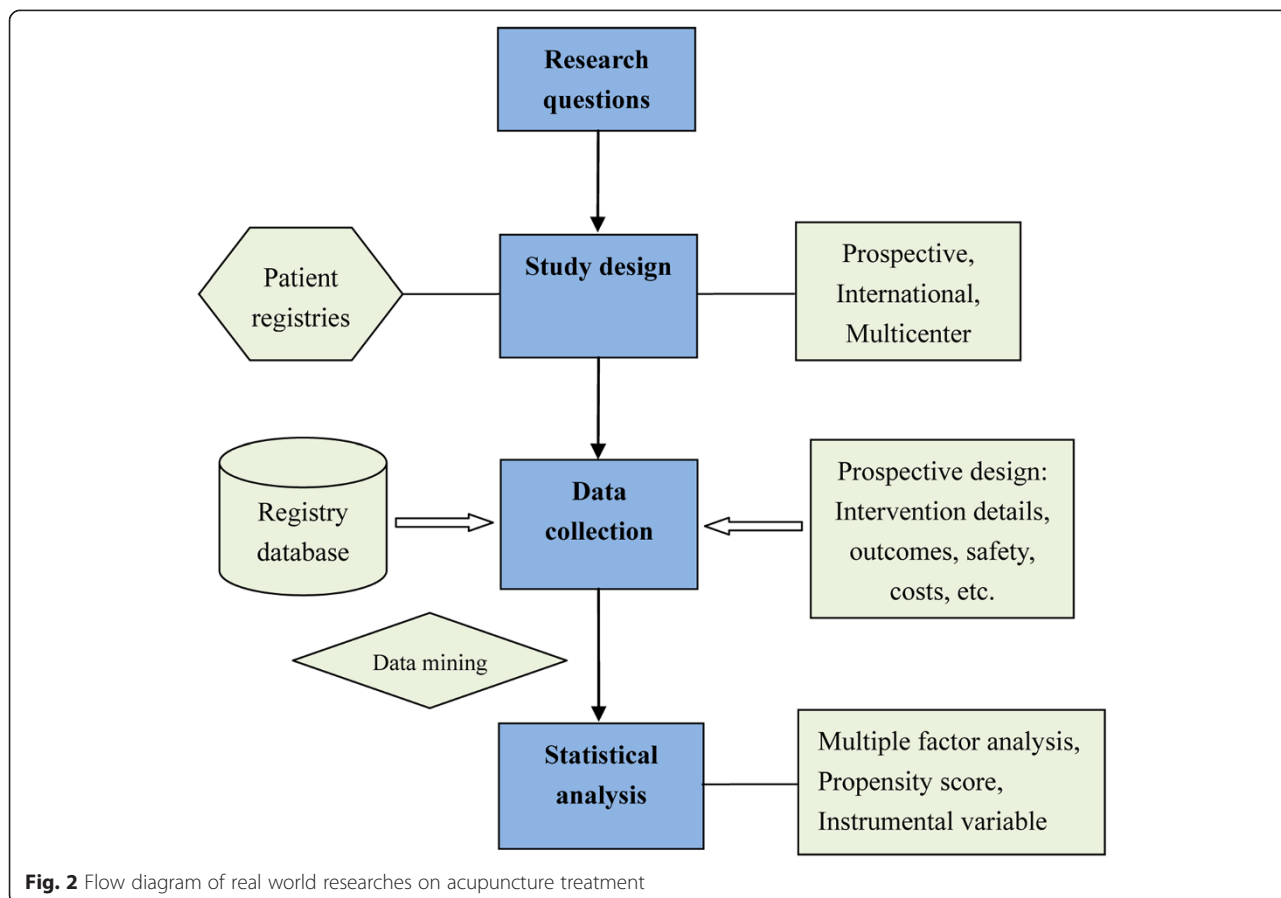 Research
questions
Patient
registries
Study design
Prospective,
International,
Multicenter
Registry
database
Data
collection
Prospective design:
Intervention details,
outcomes, safety,
costs, etc.
Data mining
Statistical
analysis
Multiple factor analysis,
Propensity score,
Instrumental variable
Fig. 2 Flow diagram of real world researches on acupuncture treatment